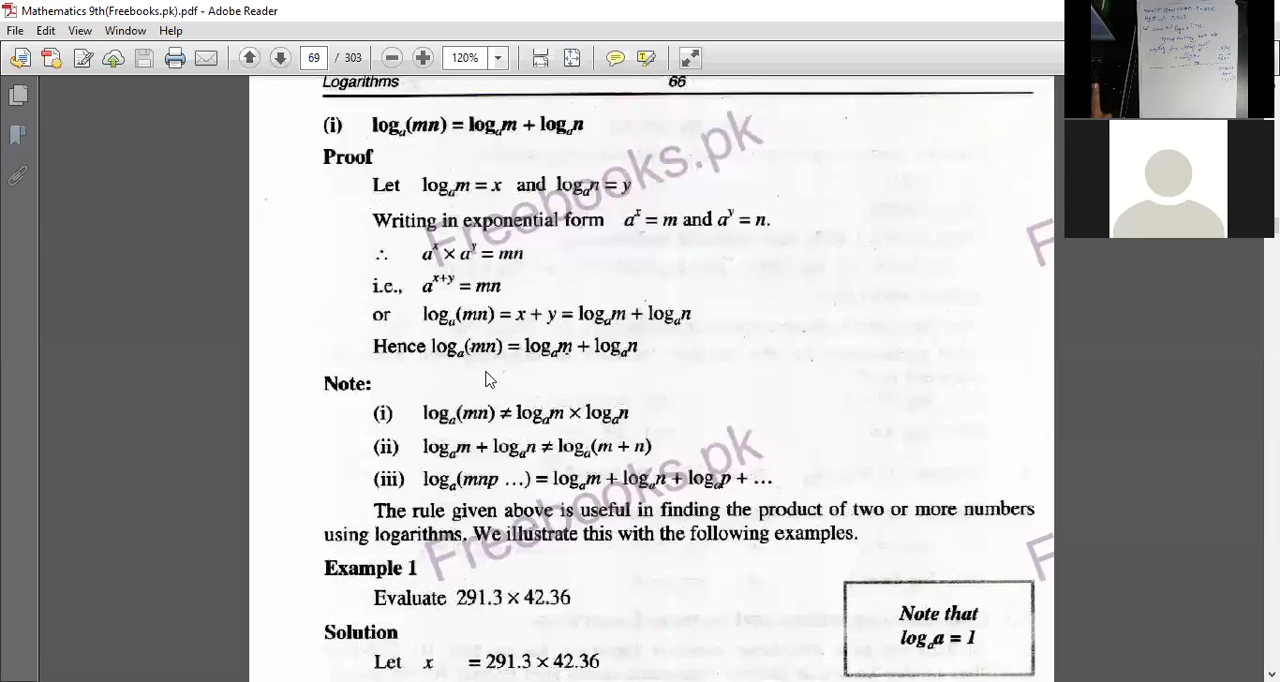 Mathematics 9th(Freebooks.pk).pdf - Adobe Reader
File Edit View Window Help
69 / 303 120%
Logarithms 66
(i) logₐ(mn) = logₐm + logₐn
Proof
Let logₐm = x and logₐn = y
Writing in exponential form aˣ = m and aʸ = n.
∴ aˣ × aʸ = mn
i.e., aˣ⁺ʸ = mn
or logₐ(mn) = x + y = logₐm + logₐn
Hence logₐ(mn) = logₐm + logₐn
Note:
(i) logₐ(mn) ≠ logₐm × logₐn
(ii) logₐm + logₐn ≠ logₐ(m + n)
(iii) logₐ(mnp ...) = logₐm + logₐn + logₐp + ...
The rule given above is useful in finding the product of two or more numbers
using logarithms. We illustrate this with the following examples.
Example 1
Evaluate 291.3 × 42.36
Solution
Let x = 291.3 × 42.36
Note that
logₐa = 1
Freebooks.pk
Freebooks.pk
F
F